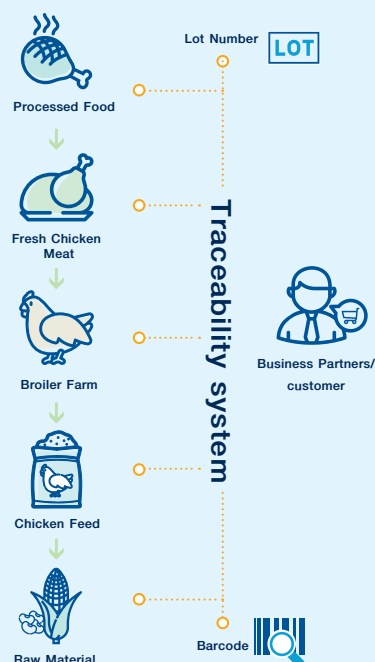 Lot Number
LOT
Processed Food
Fresh Chicken
Meat
Traceability system
Business Partners/
customer
Broiler Farm
Chicken Feed
Barcode
Raw Material